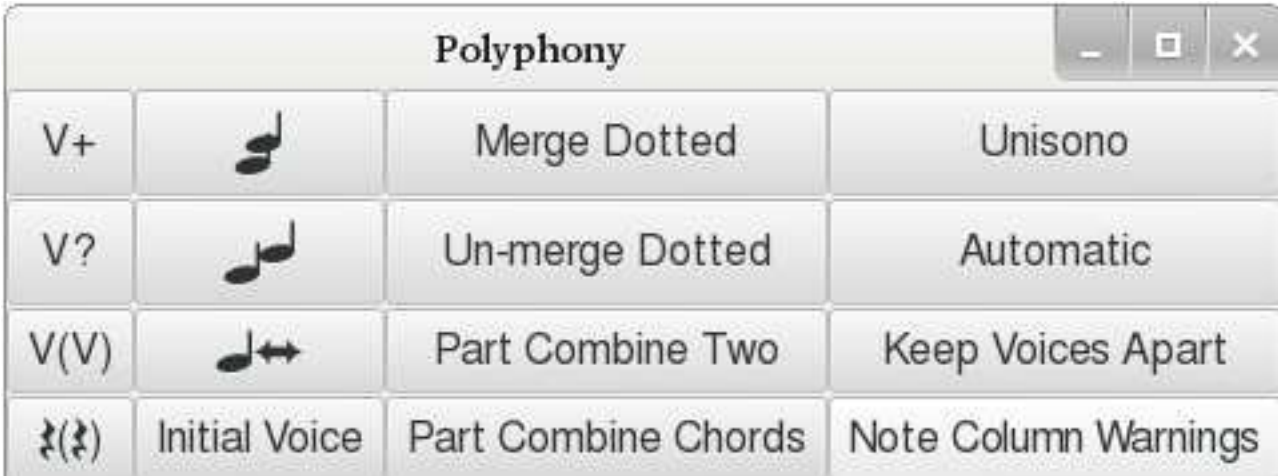 Polyphony
V+ Merge Dotted Unisono
V? Un-merge Dotted Automatic
V(V) Part Combine Two Keep Voices Apart
𝄽(𝄽) Initial Voice Part Combine Chords Note Column Warnings